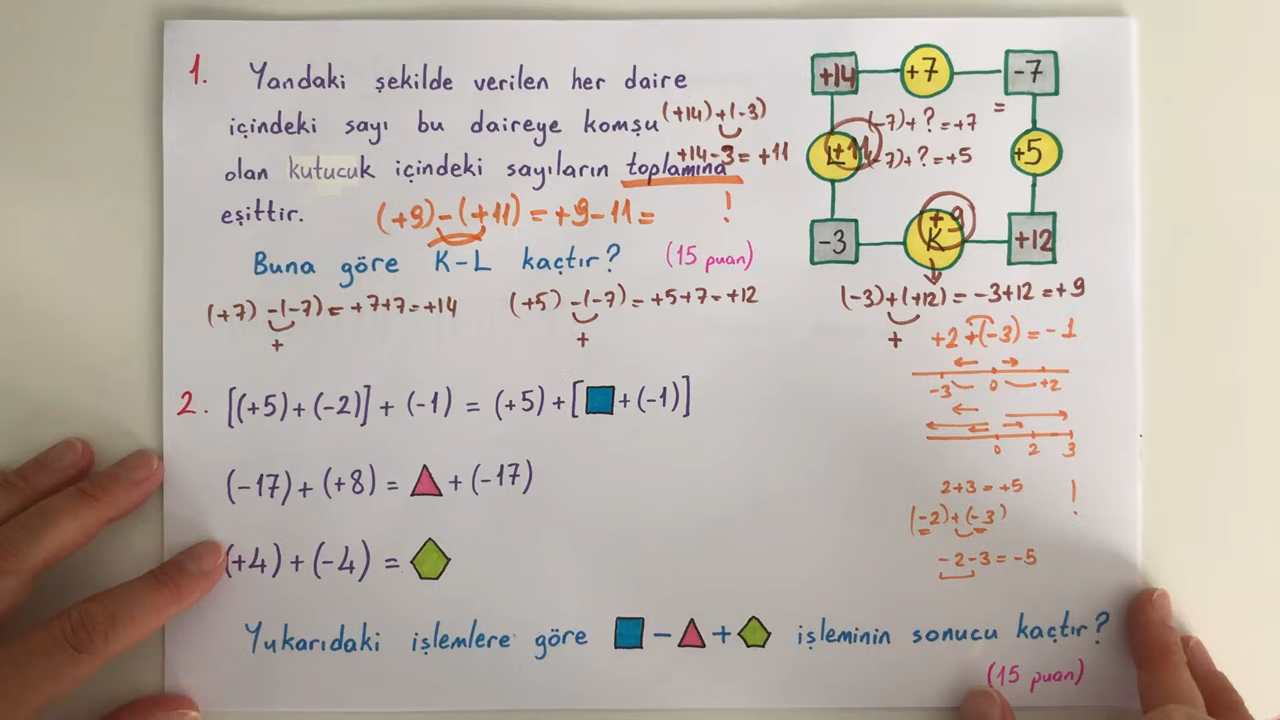 1. Yandaki şekilde verilen her daire
içindeki sayı bu daireye komşu
olan kutucuk içindeki sayıların toplamına
eşittir.
Buna göre K-L kaçtır? (15 puan)
(+14)+(-3)
+14-3=+11
(+9)-(+11)=+9-11= !
(+7)-(-7)=+7+7=+14
+
(+5)-(-7)=+5+7=+12
+
+14 +7 -7
=
(-7)+?=+7
(-7)+?=+5
L +11 +5
-3 K +9 +12
(-3)+(+12)=-3+12=+9
+
+2+(-3)=-1
-3 0 +2
0 2 3
2+3=+5 !
(-2)+(-3)
-2-3=-5
2. [(+5)+(-2)]+(-1)=(+5)+[■+(-1)]
(-17)+(+8)=▲+(-17)
(+4)+(-4)=⬟
Yukarıdaki işlemlere göre ■-▲+⬟ işleminin sonucu kaçtır?
(15 puan)